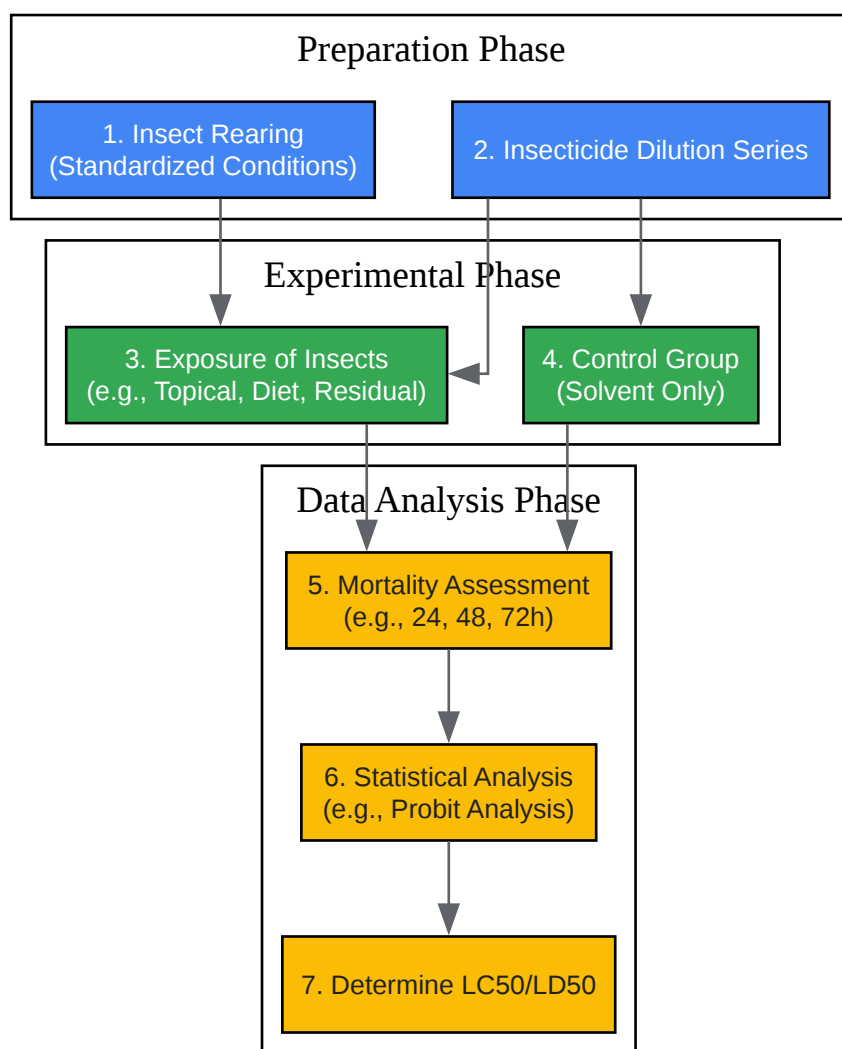 Preparation Phase
1. Insect Rearing
(Standardized Conditions)
2. Insecticide Dilution Series
Experimental Phase
3. Exposure of Insects
(e.g., Topical, Diet, Residual)
4. Control Group
(Solvent Only)
Data Analysis Phase
5. Mortality Assessment
(e.g., 24, 48, 72h)
6. Statistical Analysis
(e.g., Probit Analysis)
7. Determine LC50/LD50